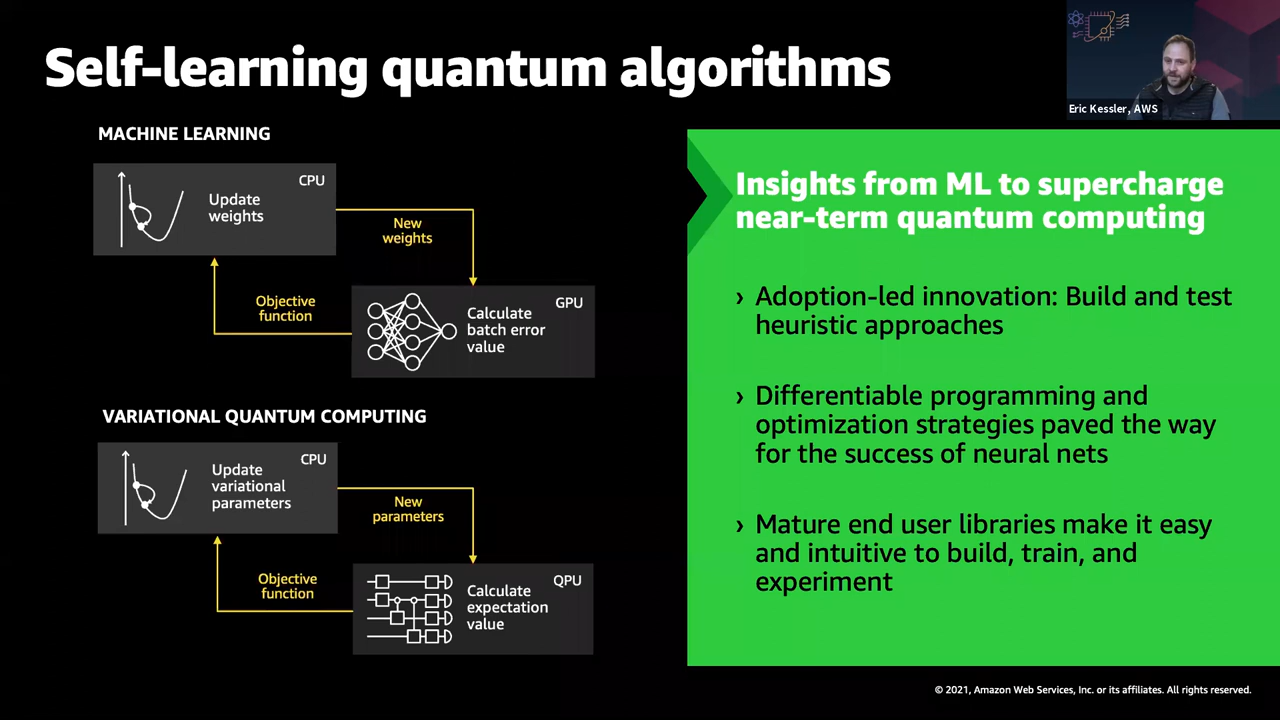 Self-learning quantum algorithms
Eric Kessler, AWS
MACHINE LEARNING
CPU
Update
weights
New
weights
Objective
function
GPU
Calculate
batch error
value
VARIATIONAL QUANTUM COMPUTING
CPU
Update
variational
parameters
New
parameters
Objective
function
QPU
Calculate
expectation
value
Insights from ML to supercharge
near-term quantum computing
› Adoption-led innovation: Build and test
heuristic approaches
› Differentiable programming and
optimization strategies paved the way
for the success of neural nets
› Mature end user libraries make it easy
and intuitive to build, train, and
experiment
© 2021, Amazon Web Services, Inc. or its affiliates. All rights reserved.